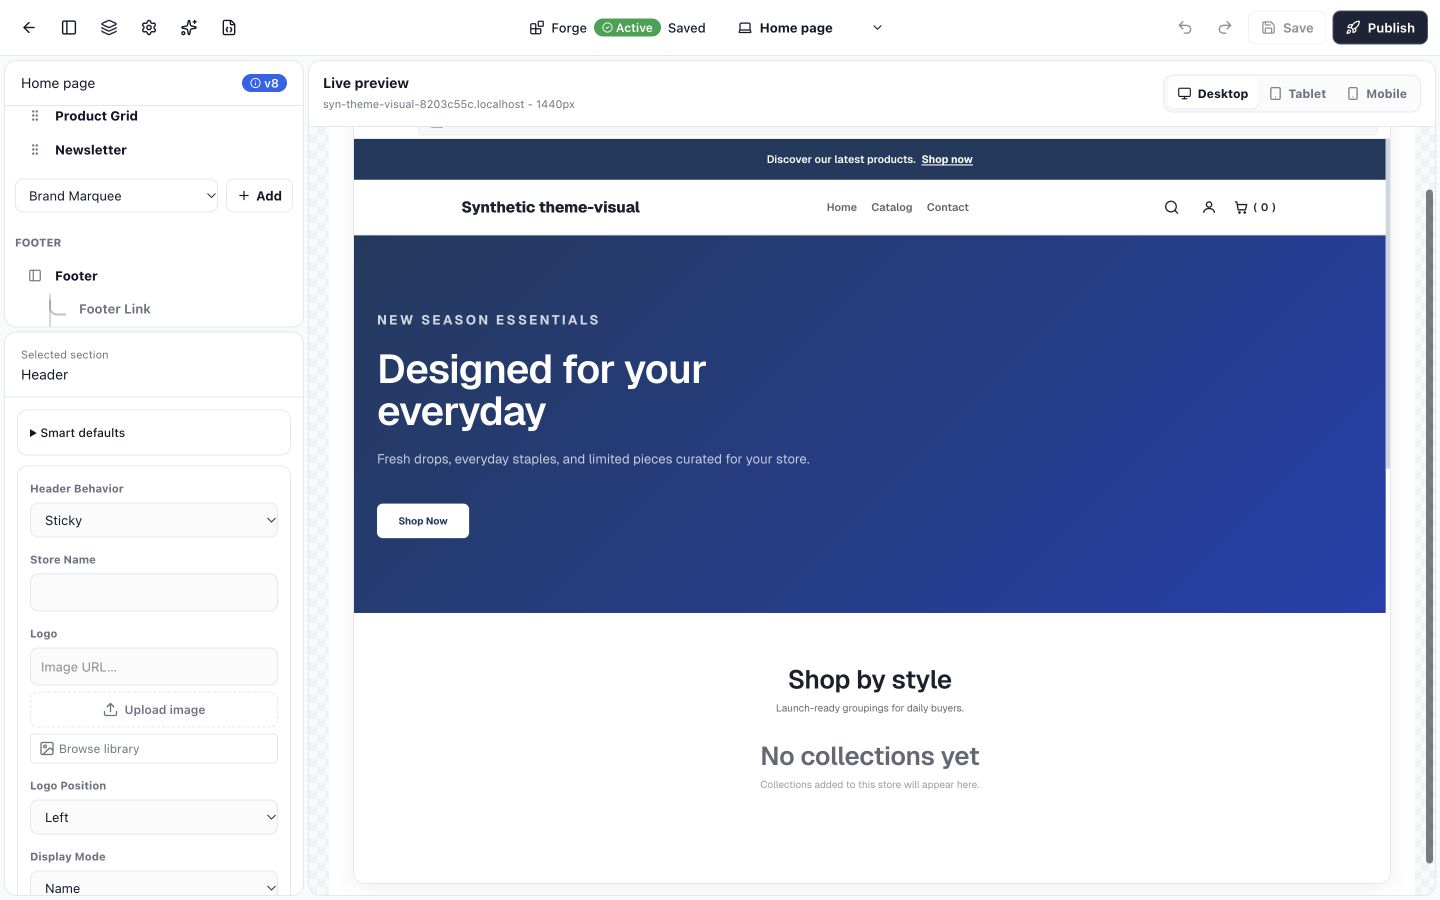 Forge
Active
Saved
Home page
Save
Publish
Home page
v8
Product Grid
Newsletter
Brand Marquee
Add
FOOTER
Footer
Footer Link
Selected section
Header
Smart defaults
Header Behavior
Sticky
Store Name
Logo
Image URL...
Upload image
Browse library
Logo Position
Left
Display Mode
Name
Live preview
syn-theme-visual-8203c55c.localhost - 1440px
Desktop
Tablet
Mobile
Discover our latest products. Shop now
Synthetic theme-visual
Home
Catalog
Contact
( 0 )
NEW SEASON ESSENTIALS
Designed for your
everyday
Fresh drops, everyday staples, and limited pieces curated for your store.
Shop Now
Shop by style
Launch-ready groupings for daily buyers.
No collections yet
Collections added to this store will appear here.